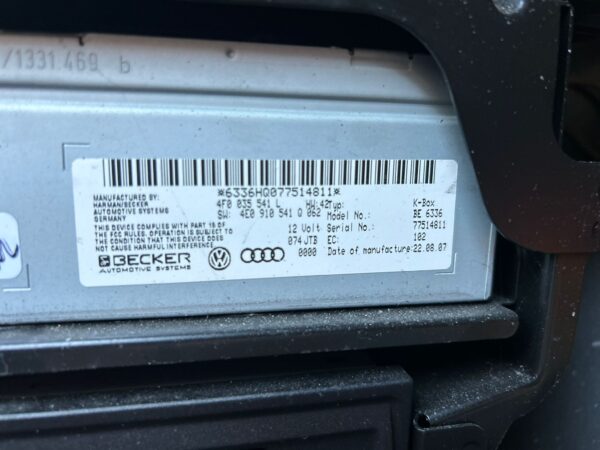 /1331.469 b
*6336HQ077514811*
MANUFACTURED BY:
HARMAN/BECKER
AUTOMOTIVE SYSTEMS
GERMANY
4F0 035 541 L HW:42 Typ: K-Box
SW: 4E0 910 541 Q 062 Model No.: BE 6336
THIS DEVICE COMPLIES WITH PART 15 OF
THE FCC RULES. OPERATION IS SUBJECT TO
THE CONDITION THAT THIS DEVICE DOES
NOT CAUSE HARMFUL INTERFERENCE.
12 Volt Serial No.: 77514811
074JTB EC: 102
0000 Date of manufacture: 22.08.07
BECKER
AUTOMOTIVE SYSTEMS